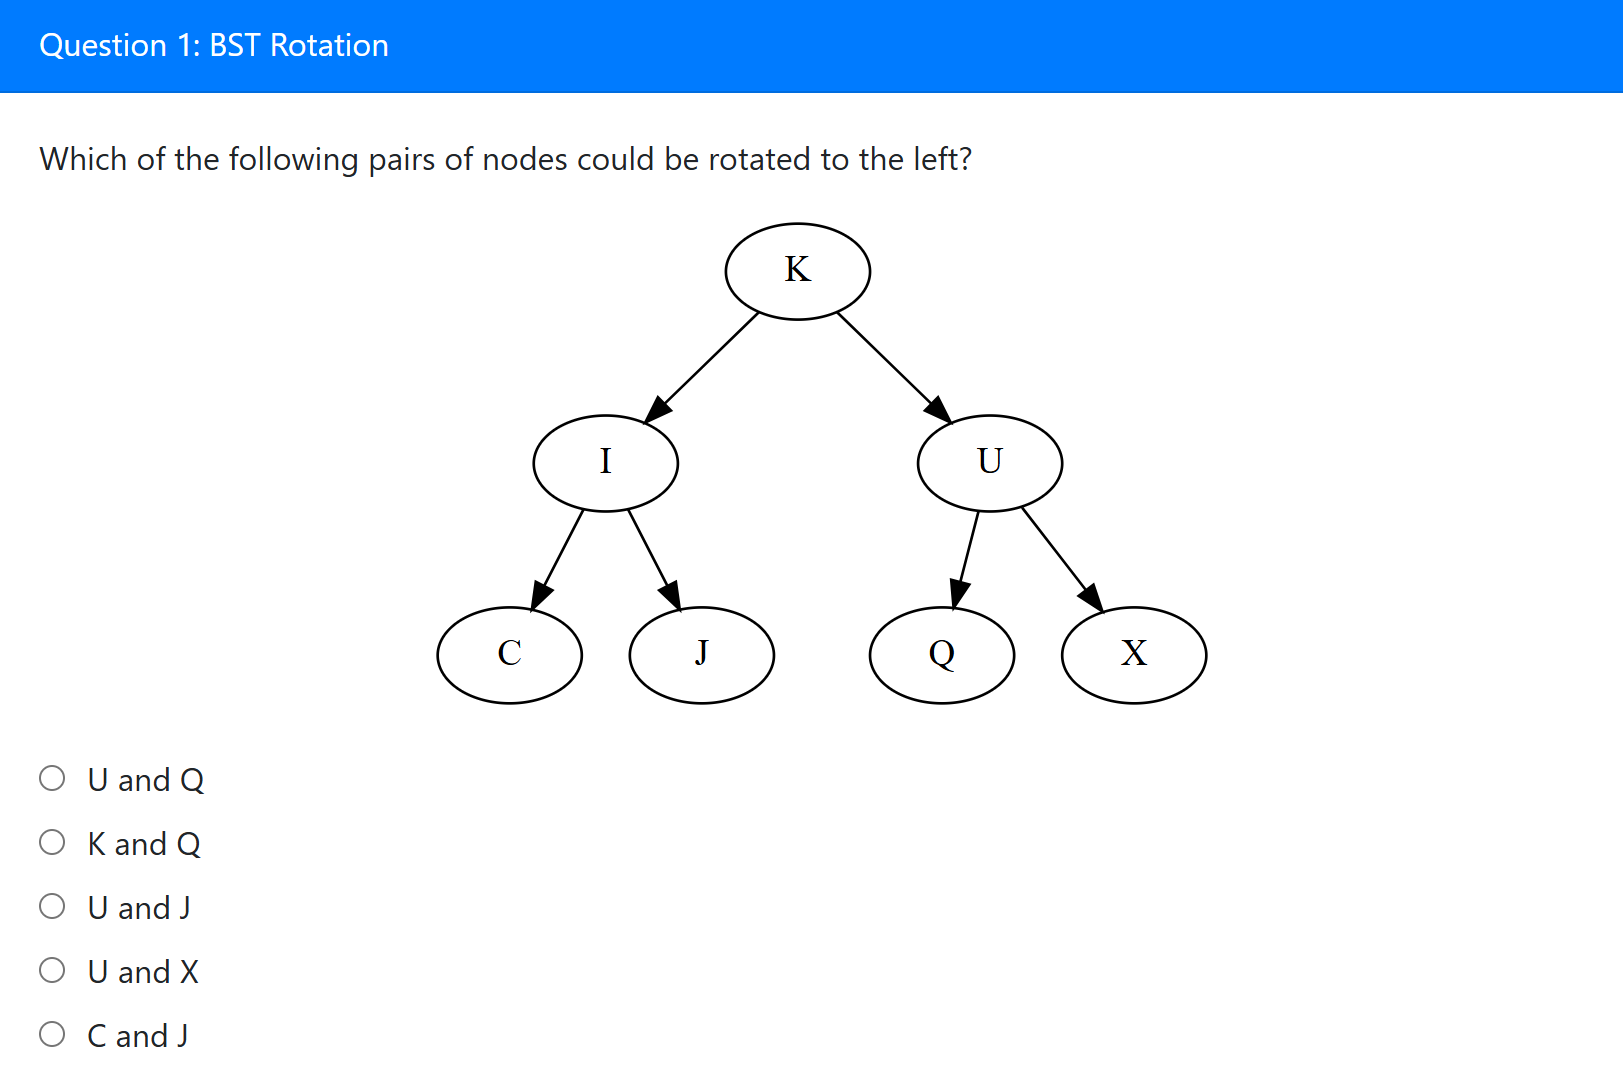 Question 1: BST Rotation
Which of the following pairs of nodes could be rotated to the left?
K
I
U
C
J
Q
X
U and Q
K and Q
U and J
U and X
C and J